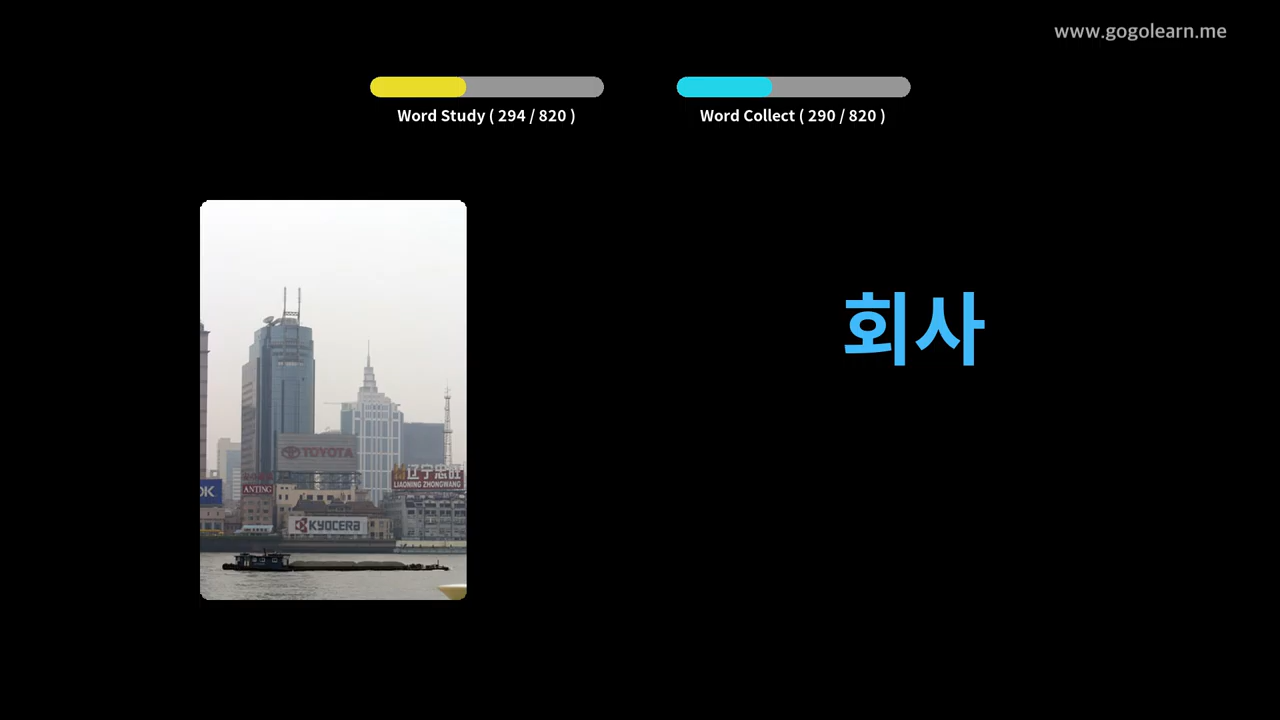 www.gogolearn.me
Word Study ( 294 / 820 )
Word Collect ( 290 / 820 )
회사
TOYOTA
辽宁忠旺
LIAONING ZHONGWANG
ANTING
OK
KYOCERA